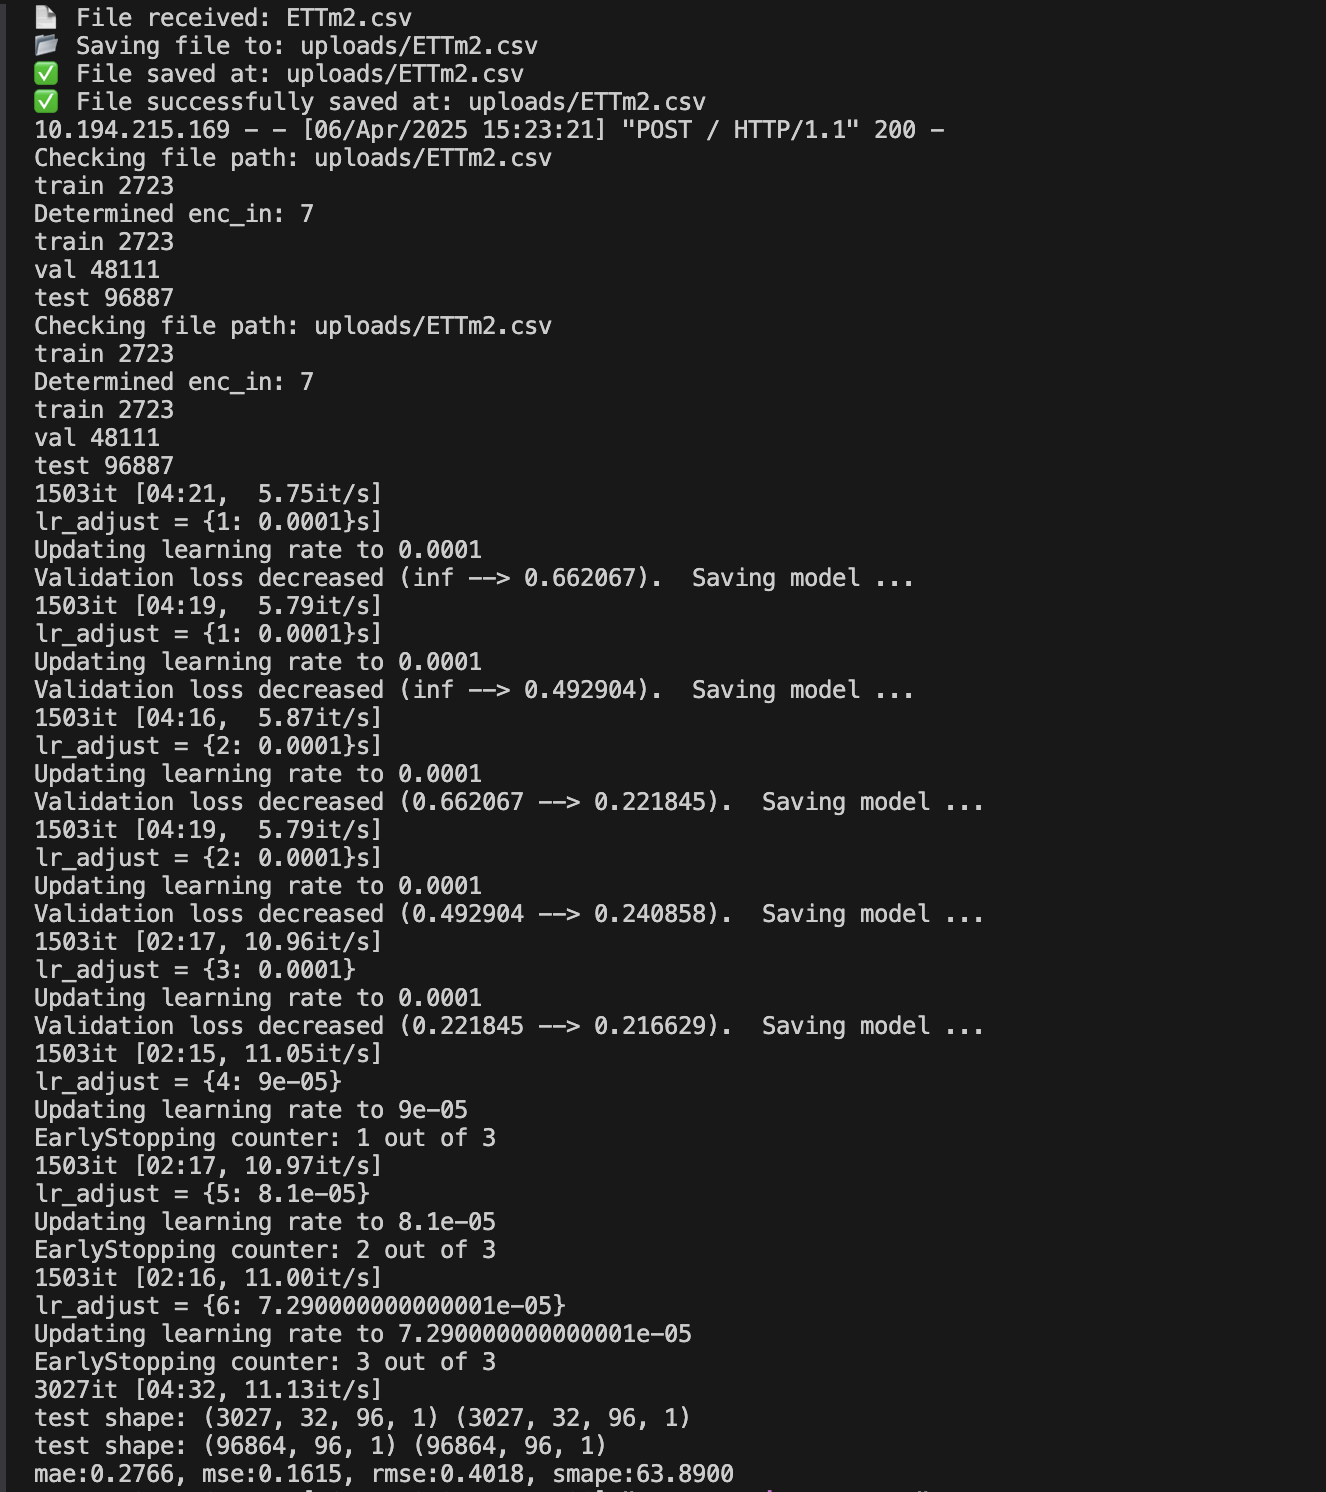 📄 File received: ETTm2.csv
📂 Saving file to: uploads/ETTm2.csv
✅ File saved at: uploads/ETTm2.csv
✅ File successfully saved at: uploads/ETTm2.csv
10.194.215.169 - - [06/Apr/2025 15:23:21] "POST / HTTP/1.1" 200 -
Checking file path: uploads/ETTm2.csv
train 2723
Determined enc_in: 7
train 2723
val 48111
test 96887
Checking file path: uploads/ETTm2.csv
train 2723
Determined enc_in: 7
train 2723
val 48111
test 96887
1503it [04:21,  5.75it/s]
lr_adjust = {1: 0.0001}s]
Updating learning rate to 0.0001
Validation loss decreased (inf --> 0.662067).  Saving model ...
1503it [04:19,  5.79it/s]
lr_adjust = {1: 0.0001}s]
Updating learning rate to 0.0001
Validation loss decreased (inf --> 0.492904).  Saving model ...
1503it [04:16,  5.87it/s]
lr_adjust = {2: 0.0001}s]
Updating learning rate to 0.0001
Validation loss decreased (0.662067 --> 0.221845).  Saving model ...
1503it [04:19,  5.79it/s]
lr_adjust = {2: 0.0001}s]
Updating learning rate to 0.0001
Validation loss decreased (0.492904 --> 0.240858).  Saving model ...
1503it [02:17, 10.96it/s]
lr_adjust = {3: 0.0001}
Updating learning rate to 0.0001
Validation loss decreased (0.221845 --> 0.216629).  Saving model ...
1503it [02:15, 11.05it/s]
lr_adjust = {4: 9e-05}
Updating learning rate to 9e-05
EarlyStopping counter: 1 out of 3
1503it [02:17, 10.97it/s]
lr_adjust = {5: 8.1e-05}
Updating learning rate to 8.1e-05
EarlyStopping counter: 2 out of 3
1503it [02:16, 11.00it/s]
lr_adjust = {6: 7.290000000000001e-05}
Updating learning rate to 7.290000000000001e-05
EarlyStopping counter: 3 out of 3
3027it [04:32, 11.13it/s]
test shape: (3027, 32, 96, 1) (3027, 32, 96, 1)
test shape: (96864, 96, 1) (96864, 96, 1)
mae:0.2766, mse:0.1615, rmse:0.4018, smape:63.8900